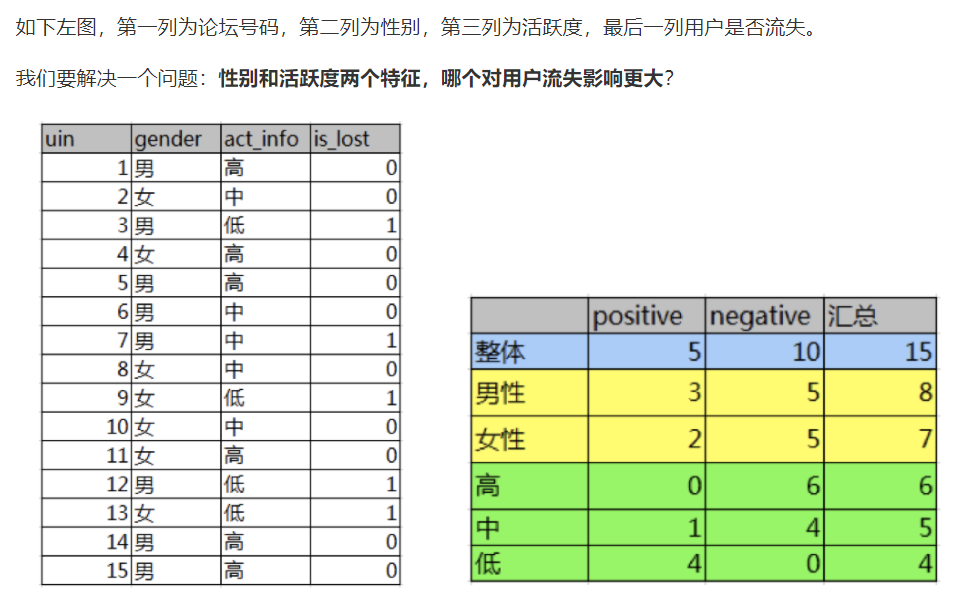 如下左图，第一列为论坛号码，第二列为性别，第三列为活跃度，最后一列用户是否流失。
我们要解决一个问题：性别和活跃度两个特征，哪个对用户流失影响更大？
uin gender act_info is_lost
1 男 高 0
2 女 中 0
3 男 低 1
4 女 高 0
5 男 高 0
6 男 中 0
7 男 中 1
8 女 中 0
9 女 低 1
10 女 中 0
11 女 高 0
12 男 低 1
13 女 低 1
14 男 高 0
15 男 高 0
positive negative 汇总
整体 5 10 15
男性 3 5 8
女性 2 5 7
高 0 6 6
中 1 4 5
低 4 0 4